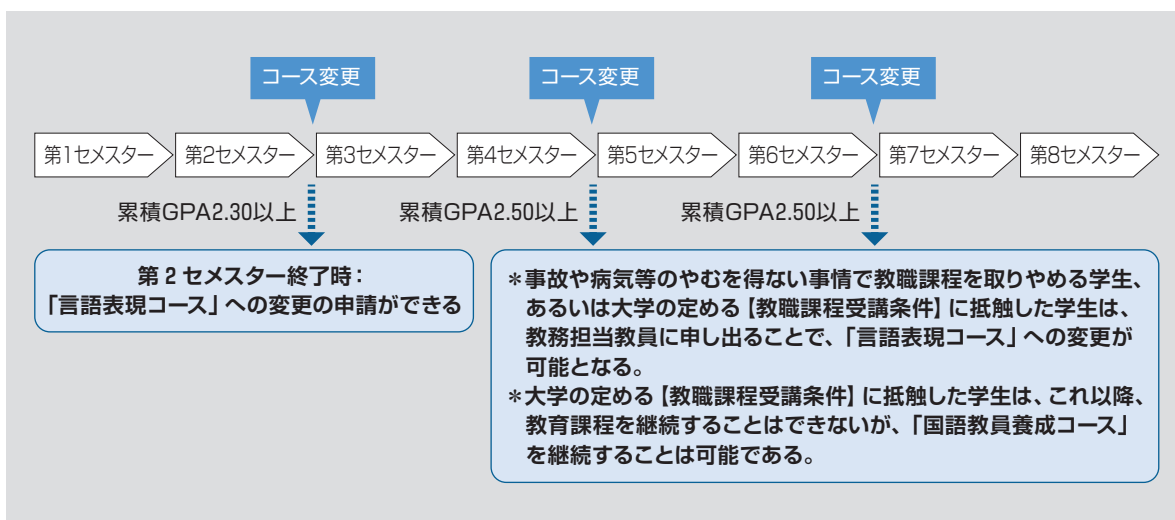 コース変更
コース変更
コース変更
第1セメスター
第2セメスター
第3セメスター
第4セメスター
第5セメスター
第6セメスター
第7セメスター
第8セメスター
累積GPA2.30以上
累積GPA2.50以上
累積GPA2.50以上
第 2 セメスター終了時：
「言語表現コース」への変更の申請ができる
＊事故や病気等のやむを得ない事情で教職課程を取りやめる学生、
あるいは大学の定める【教職課程受講条件】に抵触した学生は、
教務担当教員に申し出ることで、「言語表現コース」への変更が
可能となる。
＊大学の定める【教職課程受講条件】に抵触した学生は、これ以降、
教育課程を継続することはできないが、「国語教員養成コース」
を継続することは可能である。